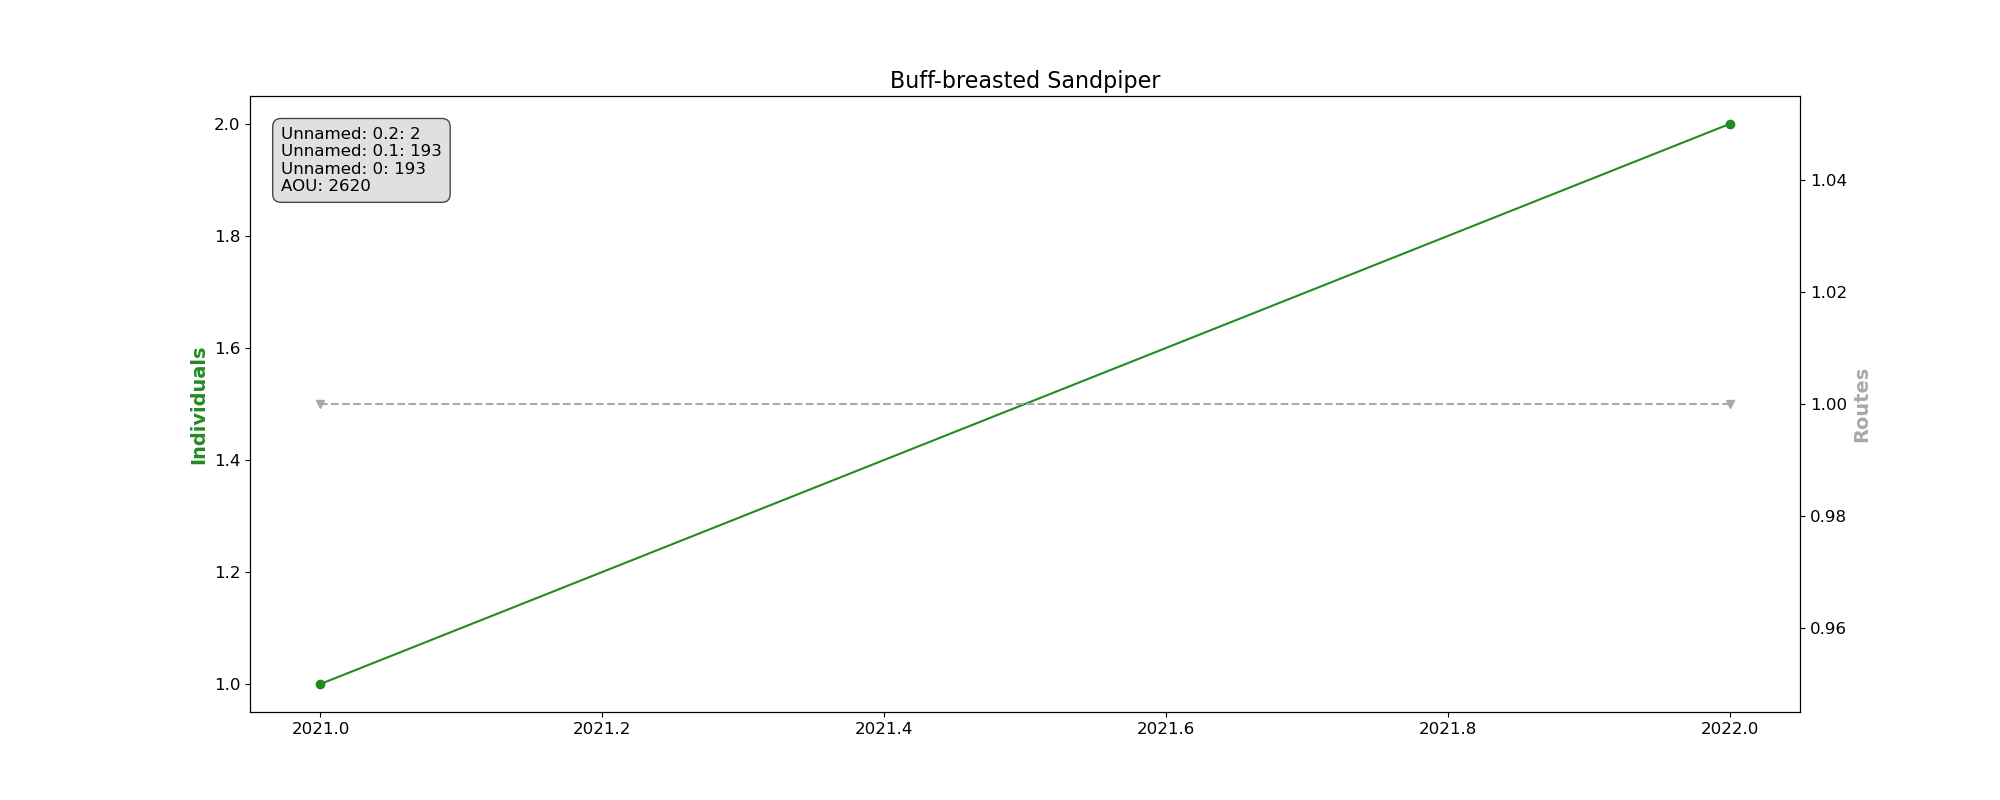 Buff-breasted Sandpiper
Unnamed: 0.2: 2
Unnamed: 0.1: 193
Unnamed: 0: 193
AOU: 2620
2.0
1.8
1.6
1.4
1.2
1.0
Individuals
1.04
1.02
1.00
0.98
0.96
Routes
2021.0 2021.2 2021.4 2021.6 2021.8 2022.0